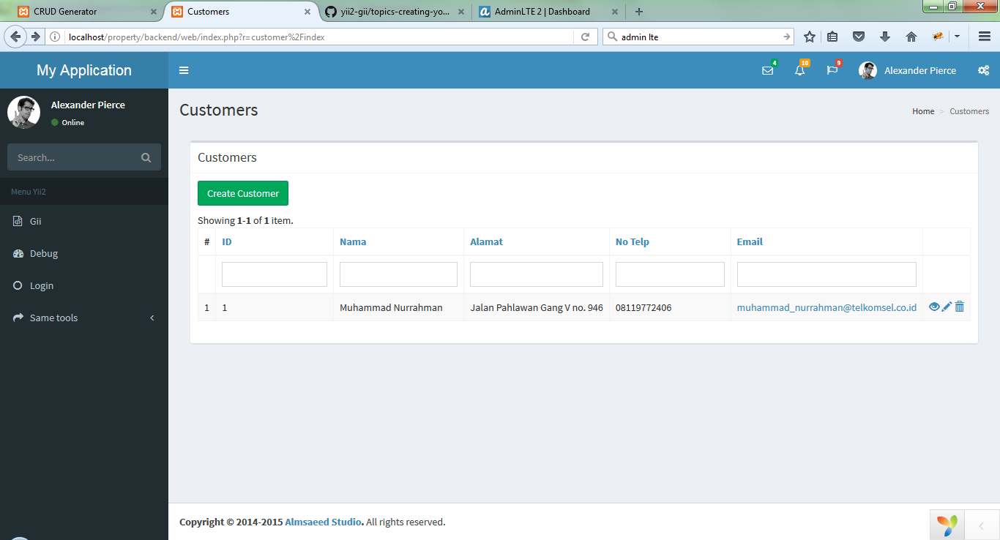 CRUD Generator
Customers
yii2-gii/topics-creating-yo...
AdminLTE 2 | Dashboard
localhost/property/backend/web/index.php?r=customer%2Findex
admin lte
My Application
4
10
9
Alexander Pierce
Alexander Pierce
Online
Search...
Menu Yii2
Gii
Debug
Login
Same tools
Customers
Home > Customers
Customers
Create Customer
Showing 1-1 of 1 item.
# ID Nama Alamat No Telp Email
1 1 Muhammad Nurrahman Jalan Pahlawan Gang V no. 946 08119772406 muhammad_nurrahman@telkomsel.co.id
Copyright © 2014-2015 Almsaeed Studio. All rights reserved.